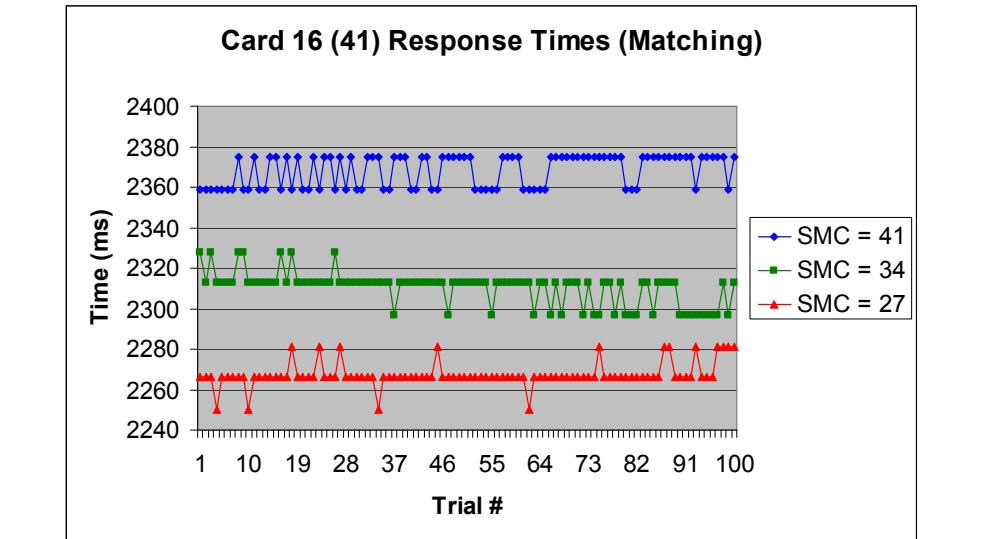 Card 16 (41) Response Times (Matching)
2400
2380
2360
2340
2320
2300
2280
2260
2240
Time (ms)
1 10 19 28 37 46 55 64 73 82 91 100
Trial #
SMC = 41
SMC = 34
SMC = 27